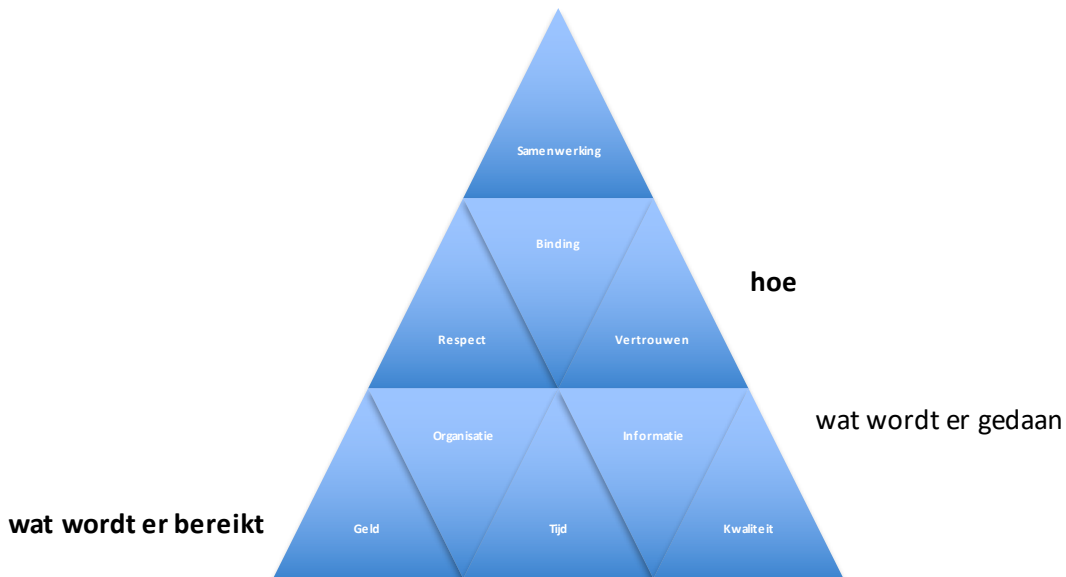 Samenwerking
Binding
hoe
Respect
Vertrouwen
wat wordt er gedaan
Organisatie
Informatie
wat wordt er bereikt
Geld
Tijd
Kwaliteit